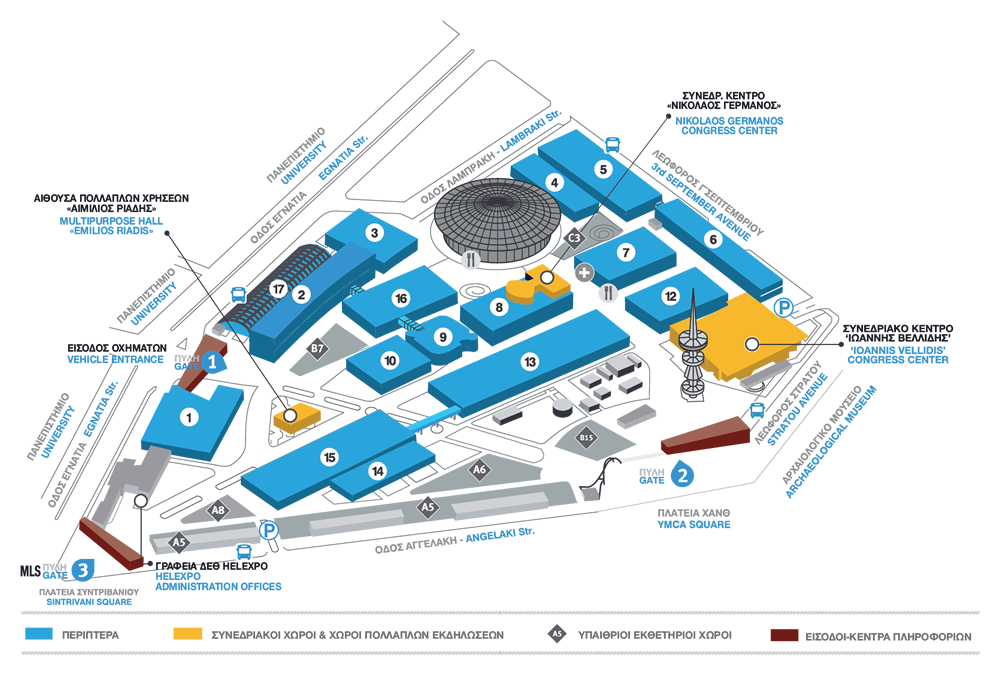 ΣΥΝΕΔΡ. ΚΕΝΤΡΟ
«ΝΙΚΟΛΑΟΣ ΓΕΡΜΑΝΟΣ»
NIKOLAOS GERMANOS
CONGRESS CENTER
ΠΑΝΕΠΙΣΤΗΜΙΟ
UNIVERSITY
ΟΔΟΣ ΕΓΝΑΤΙΑ
EGNATIA Str.
ΟΔΟΣ ΛΑΜΠΡΑΚΗ - LAMBRAKI Str.
ΛΕΩΦΟΡΟΣ Γ'ΣΕΠΤΕΜΒΡΙΟΥ
3rd SEPTEMBER AVENUE
ΑΙΘΟΥΣΑ ΠΟΛΛΑΠΛΩΝ ΧΡΗΣΕΩΝ
«ΑΙΜΙΛΙΟΣ ΡΙΑΔΗΣ»
MULTIPURPOSE HALL
«EMILIOS RIADIS»
5
4
C3
3
7
6
17
2
16
12
8
9
ΠΑΝΕΠΙΣΤΗΜΙΟ
UNIVERSITY
P
ΕΙΣΟΔΟΣ ΟΧΗΜΑΤΩΝ
VEHICLE ENTRANCE
ΠΥΛΗ
GATE 1
B7
10
13
ΣΥΝΕΔΡΙΑΚΟ ΚΕΝΤΡΟ
'ΙΩΑΝΝΗΣ ΒΕΛΛΙΔΗΣ'
'IOANNIS VELLIDIS'
CONGRESS CENTER
1
ΠΑΝΕΠΙΣΤΗΜΙΟ
UNIVERSITY
ΟΔΟΣ ΕΓΝΑΤΙΑ
EGNATIA Str.
15
14
B15
A6
A8
A5
A5
P
ΛΕΩΦΟΡΟΣ ΣΤΡΑΤΟΥ
STRATOU AVENUE
ΑΡΧΑΙΟΛΟΓΙΚΟ ΜΟΥΣΕΙΟ
ARCHAEOLOGICAL MUSEUM
ΠΥΛΗ
GATE 2
ΠΛΑΤΕΙΑ ΧΑΝΘ
YMCA SQUARE
ΟΔΟΣ ΑΓΓΕΛΑΚΗ - ANGELAKI Str.
MLS ΠΥΛΗ
GATE 3
ΠΛΑΤΕΙΑ ΣΥΝΤΡΙΒΑΝΙΟΥ
SINTRIVANI SQUARE
ΓΡΑΦΕΙΑ ΔΕΘ HELEXPO
HELEXPO
ADMINISTRATION OFFICES
ΠΕΡΙΠΤΕΡΑ
ΣΥΝΕΔΡΙΑΚΟΙ ΧΩΡΟΙ & ΧΩΡΟΙ ΠΟΛΛΑΠΛΩΝ ΕΚΔΗΛΩΣΕΩΝ
A5 ΥΠΑΙΘΡΙΟΙ ΕΚΘΕΤΗΡΙΟΙ ΧΩΡΟΙ
ΕΙΣΟΔΟΙ-ΚΕΝΤΡΑ ΠΛΗΡΟΦΟΡΙΩΝ